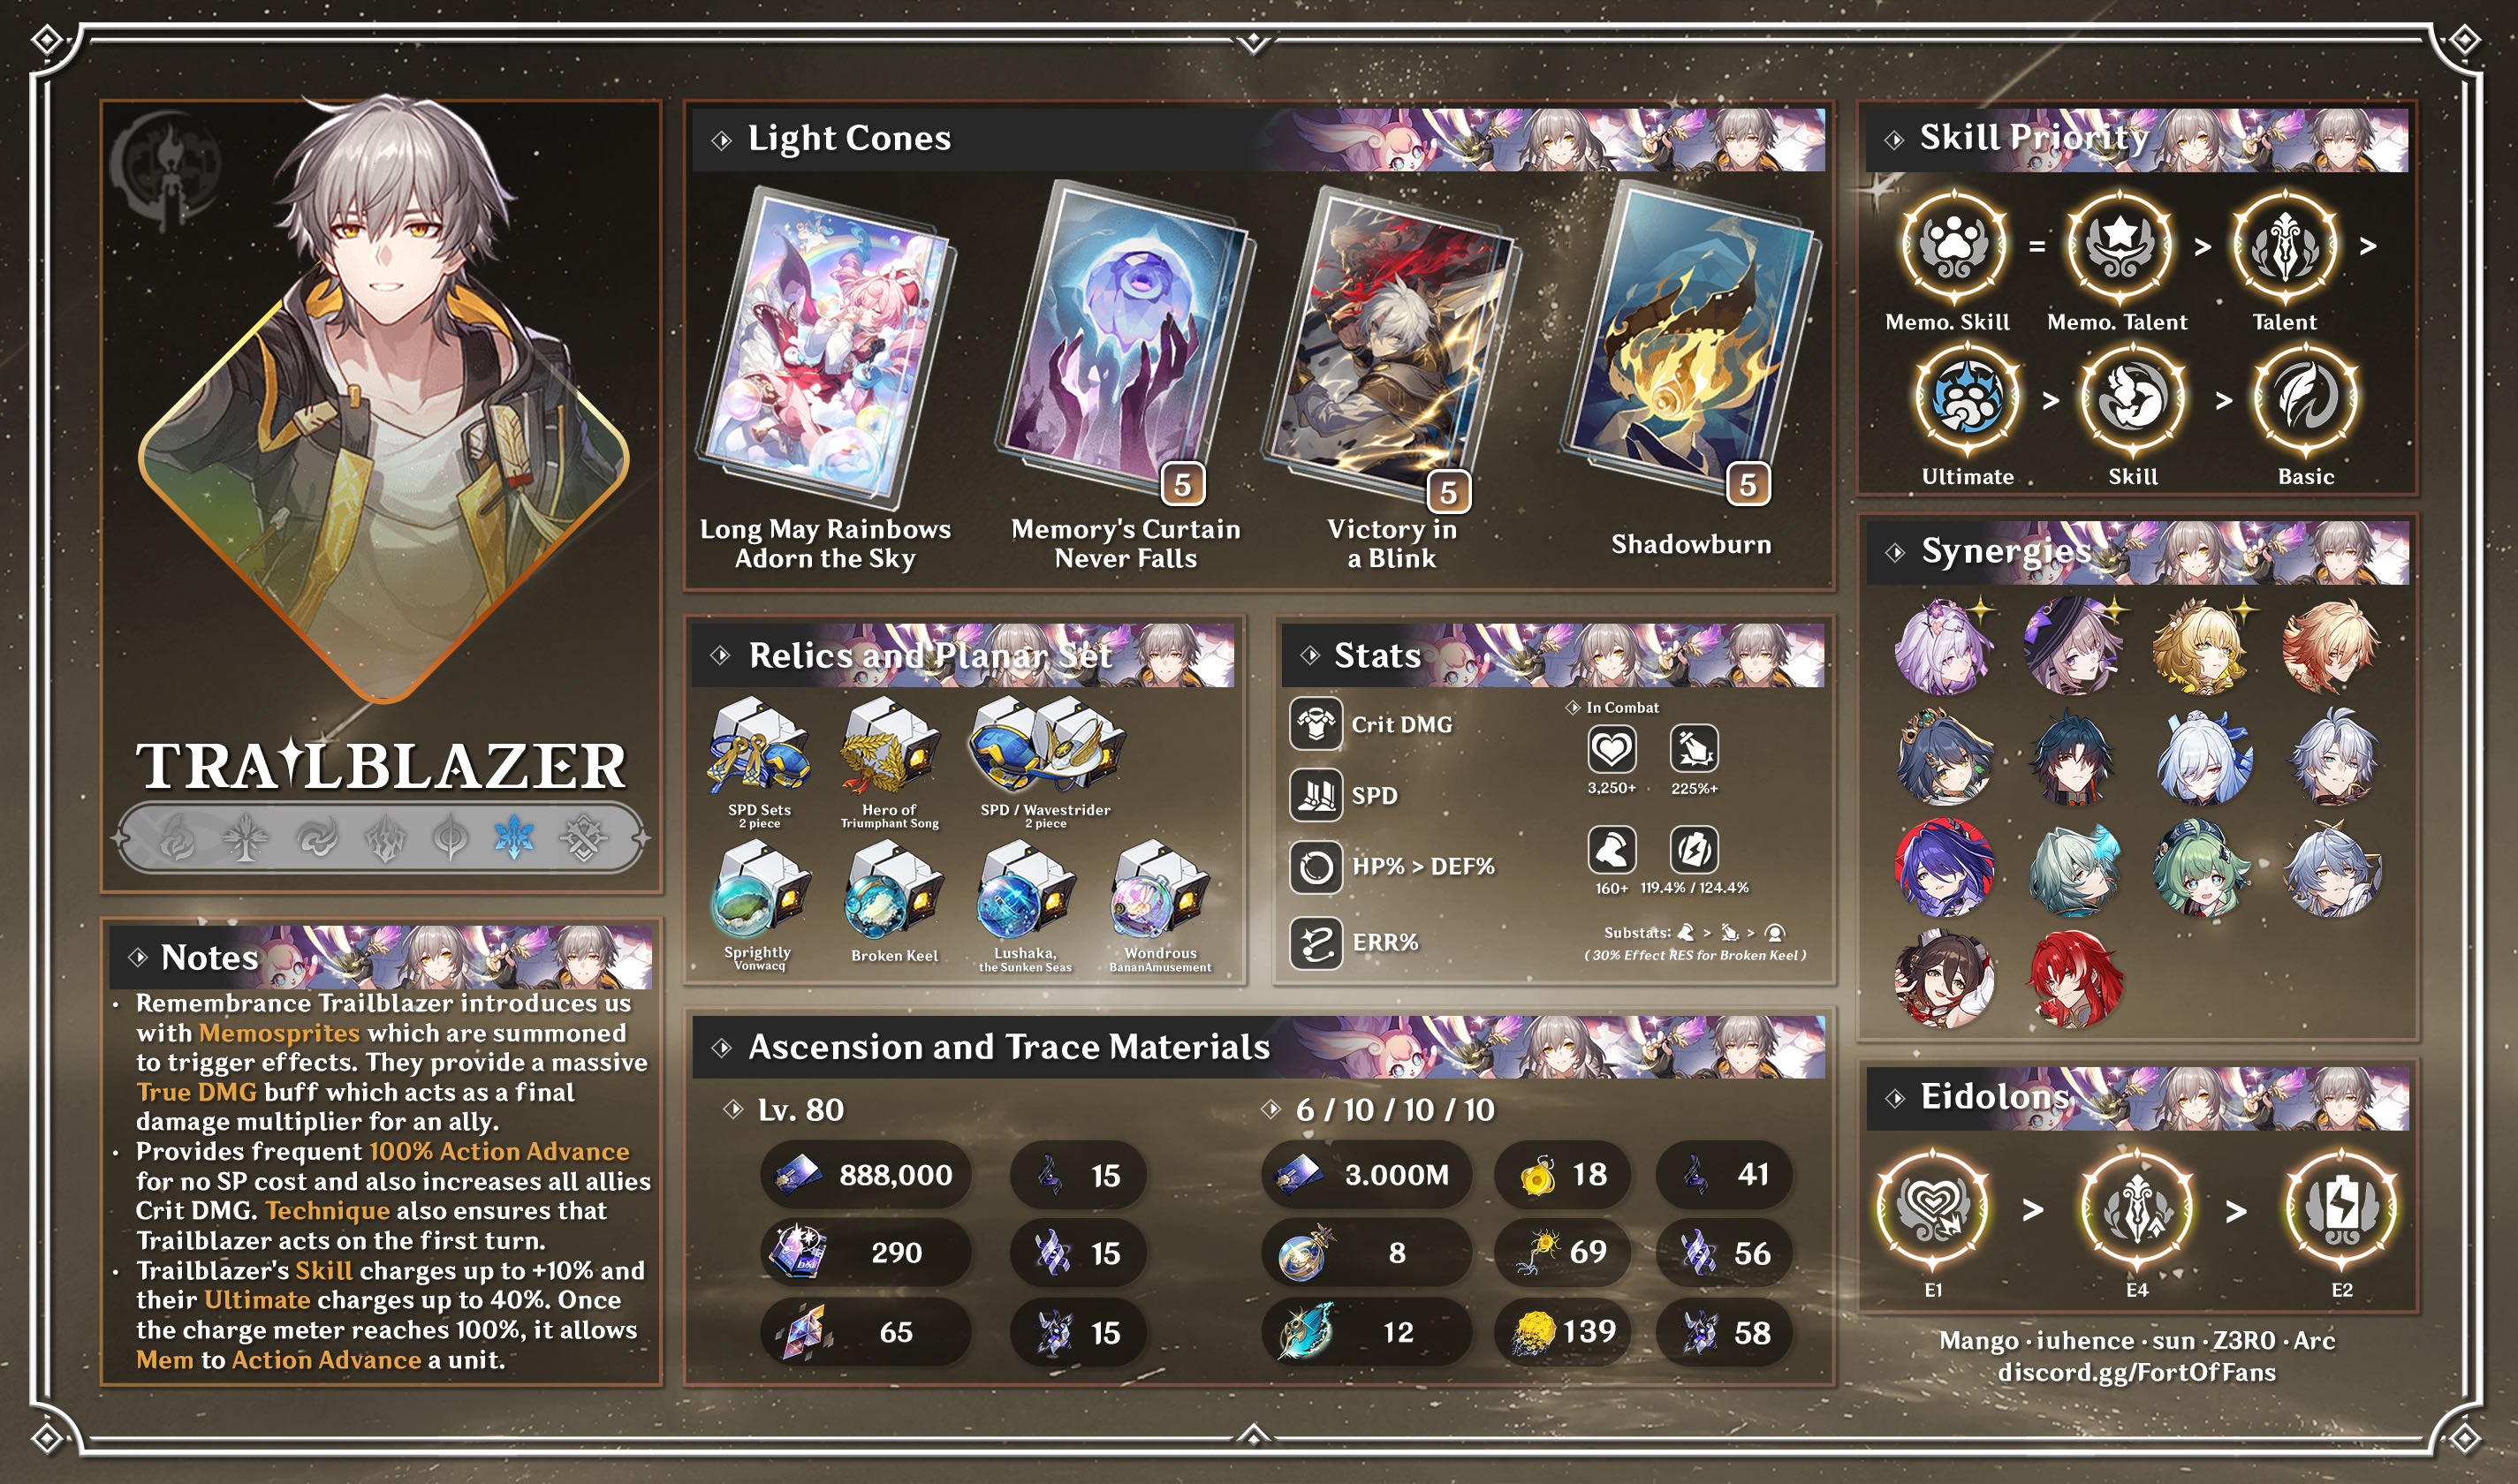 TRAILBLAZER
Notes
• Remembrance Trailblazer introduces us
with Memosprites which are summoned
to trigger effects. They provide a massive
True DMG buff which acts as a final
damage multiplier for an ally.
• Provides frequent 100% Action Advance
for no SP cost and also increases all allies
Crit DMG. Technique also ensures that
Trailblazer acts on the first turn.
• Trailblazer's Skill charges up to +10% and
their Ultimate charges up to 40%. Once
the charge meter reaches 100%, it allows
Mem to Action Advance a unit.
Light Cones
5
5
5
Long May Rainbows
Adorn the Sky
Memory's Curtain
Never Falls
Victory in
a Blink
Shadowburn
Relics and Planar Set
SPD Sets
2 piece
Hero of
Triumphant Song
SPD / Wavestrider
2 piece
Sprightly
Vonwacq
Broken Keel
Lushaka,
the Sunken Seas
Wondrous
BananAmusement
Stats
Crit DMG
SPD
HP% > DEF%
ERR%
In Combat
3,250+
225%+
160+
119.4% / 124.4%
Substats: > >
( 30% Effect RES for Broken Keel )
Ascension and Trace Materials
Lv. 80
888,000
15
290
15
65
15
6 / 10 / 10 / 10
3.000M
18
41
8
69
56
12
139
58
Skill Priority
= > >
Memo. Skill
Memo. Talent
Talent
> >
Ultimate
Skill
Basic
Synergies
Eidolons
> >
E1
E4
E2
Mango · iuhence · sun · Z3R0 · Arc
discord.gg/FortOfFans